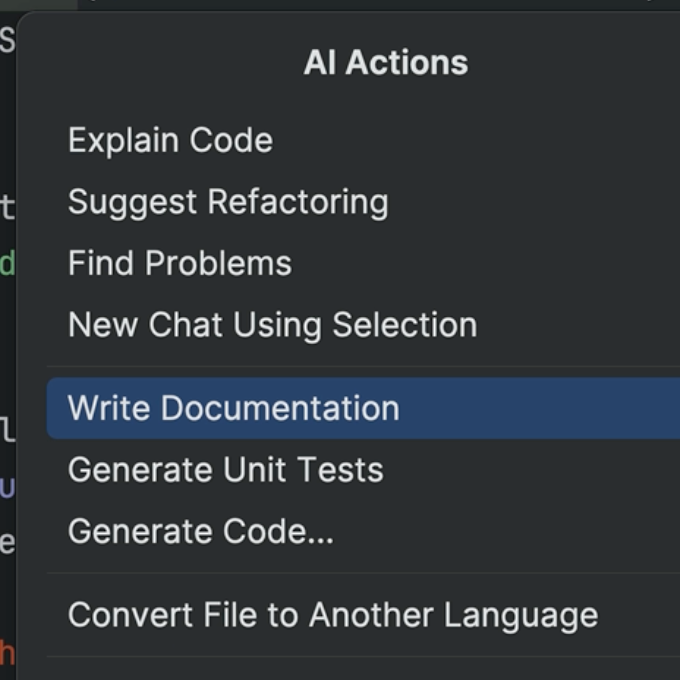 AI Actions
Explain Code
Suggest Refactoring
Find Problems
New Chat Using Selection
Write Documentation
Generate Unit Tests
Generate Code...
Convert File to Another Language